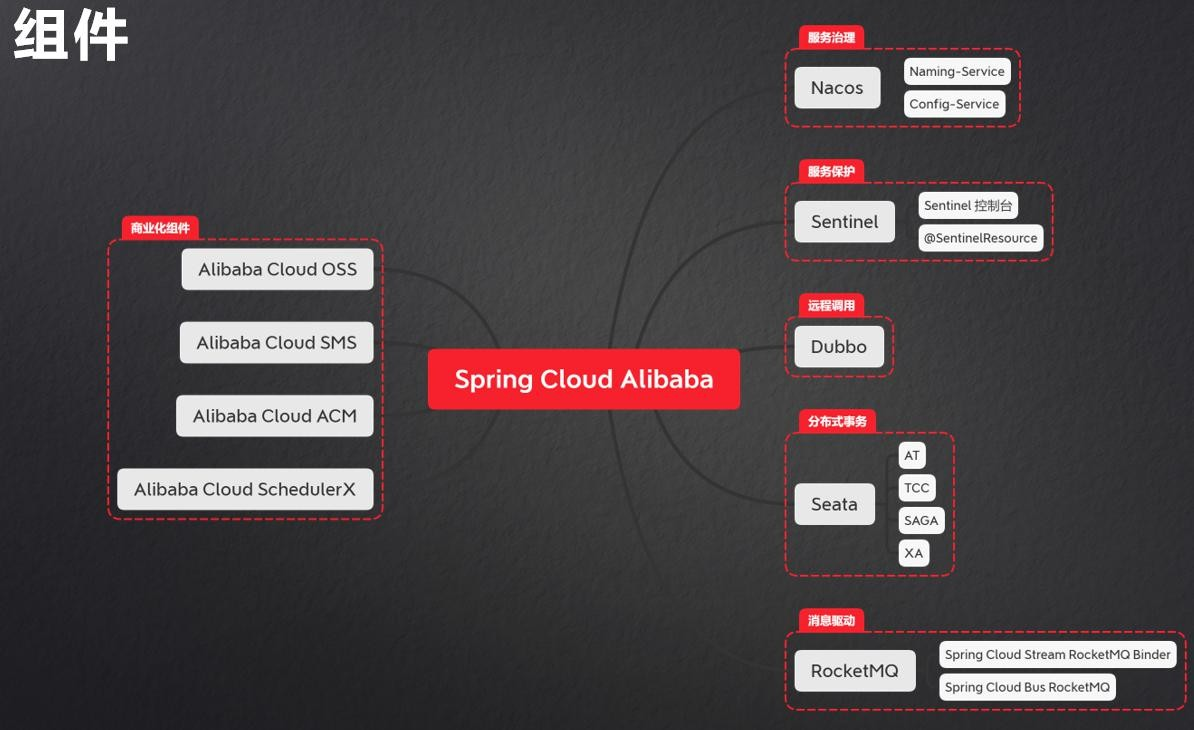 组件
商业化组件
Alibaba Cloud OSS
Alibaba Cloud SMS
Alibaba Cloud ACM
Alibaba Cloud SchedulerX
Spring Cloud Alibaba
服务治理
Nacos
Naming-Service
Config-Service
服务保护
Sentinel
Sentinel 控制台
@SentinelResource
远程调用
Dubbo
分布式事务
Seata
AT
TCC
SAGA
XA
消息驱动
RocketMQ
Spring Cloud Stream RocketMQ Binder
Spring Cloud Bus RocketMQ